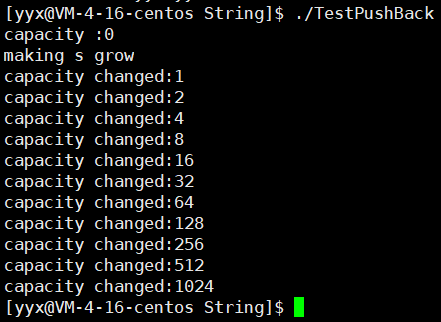 [yyx@VM-4-16-centos String]$ ./TestPushBack
capacity :0
making s grow
capacity changed:1
capacity changed:2
capacity changed:4
capacity changed:8
capacity changed:16
capacity changed:32
capacity changed:64
capacity changed:128
capacity changed:256
capacity changed:512
capacity changed:1024
[yyx@VM-4-16-centos String]$